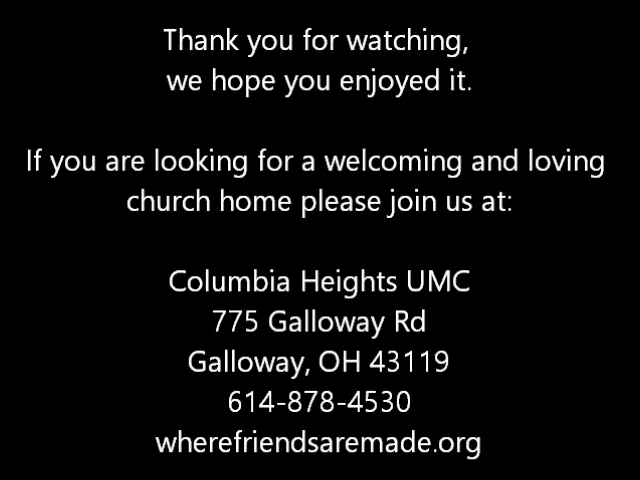 Thank you for watching,
we hope you enjoyed it.
If you are looking for a welcoming and loving
church home please join us at:
Columbia Heights UMC
775 Galloway Rd
Galloway, OH 43119
614-878-4530
wherefriendsaremade.org